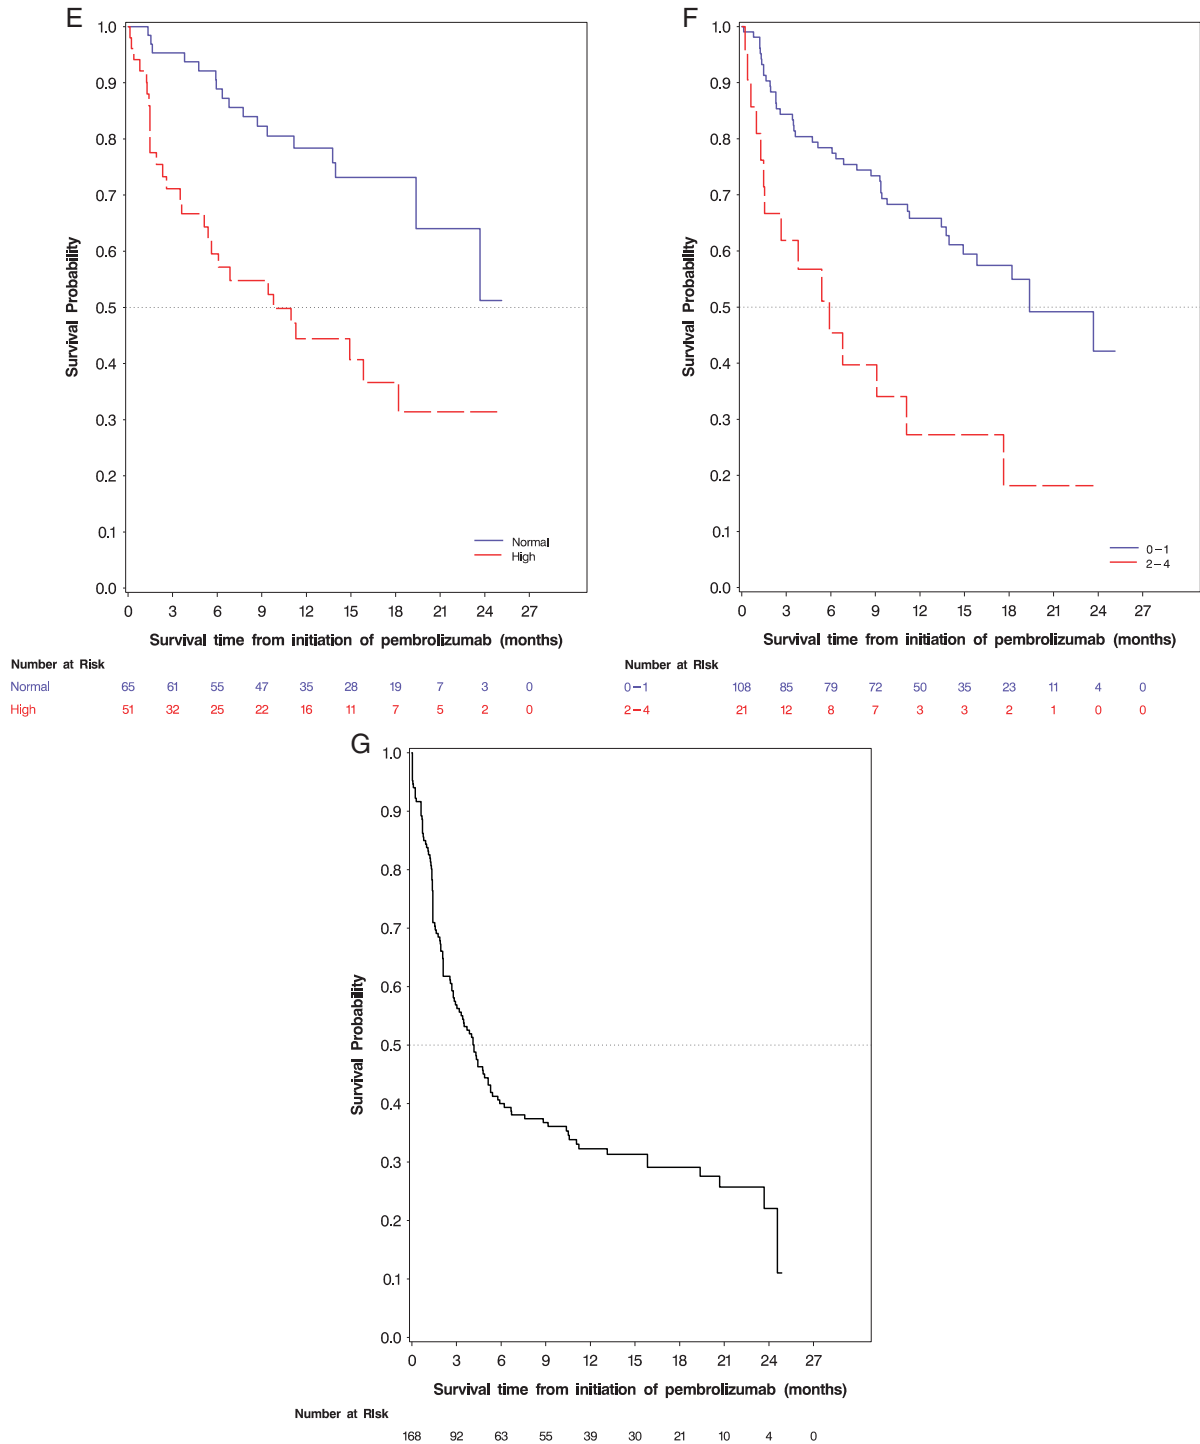 E
1.0
0.9
0.8
0.7
0.6
0.5
0.4
0.3
0.2
0.1
0.0
Survival Probability
Normal
High
0 3 6 9 12 15 18 21 24 27
Survival time from initiation of pembrolizumab (months)
Number at Risk
Normal 65 61 55 47 35 28 19 7 3 0
High 51 32 25 22 16 11 7 5 2 0
F
1.0
0.9
0.8
0.7
0.6
0.5
0.4
0.3
0.2
0.1
0.0
Survival Probability
0-1
2-4
0 3 6 9 12 15 18 21 24 27
Survival time from initiation of pembrolizumab (months)
Number at Risk
0-1 108 85 79 72 50 35 23 11 4 0
2-4 21 12 8 7 3 3 2 1 0 0
G
1.0
0.9
0.8
0.7
0.6
0.5
0.4
0.3
0.2
0.1
0.0
Survival Probability
0 3 6 9 12 15 18 21 24 27
Survival time from initiation of pembrolizumab (months)
Number at Risk
168 92 63 55 39 30 21 10 4 0